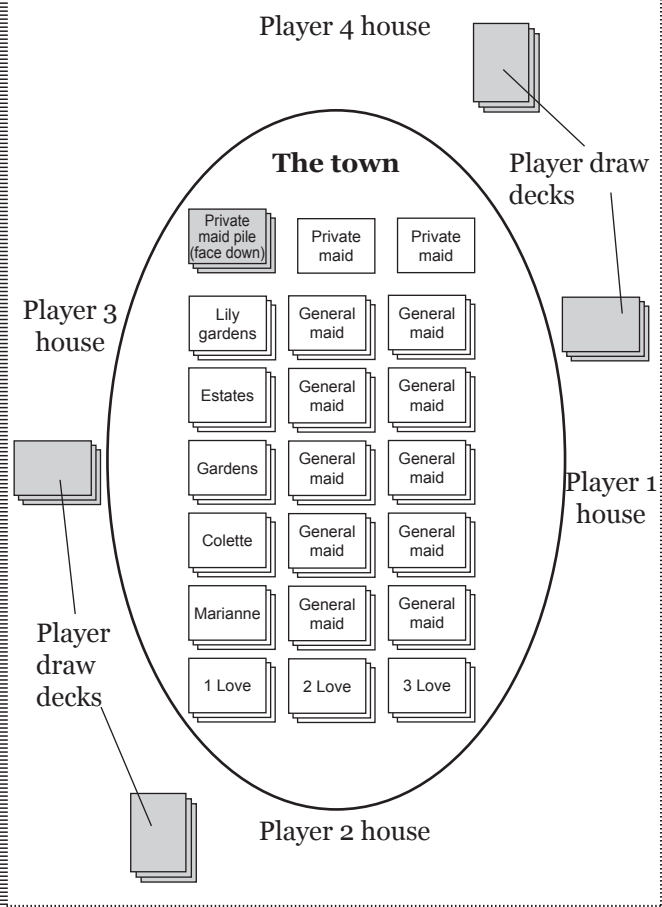 Player 4 house
The town
Player draw
decks
Private
maid pile
(face down)
Private
maid
Private
maid
Player 3
house
Lily
gardens
General
maid
General
maid
Estates
General
maid
General
maid
Gardens
General
maid
General
maid
Player 1
house
Colette
General
maid
General
maid
Marianne
General
maid
General
maid
Player
draw
decks
1 Love
2 Love
3 Love
Player 2 house